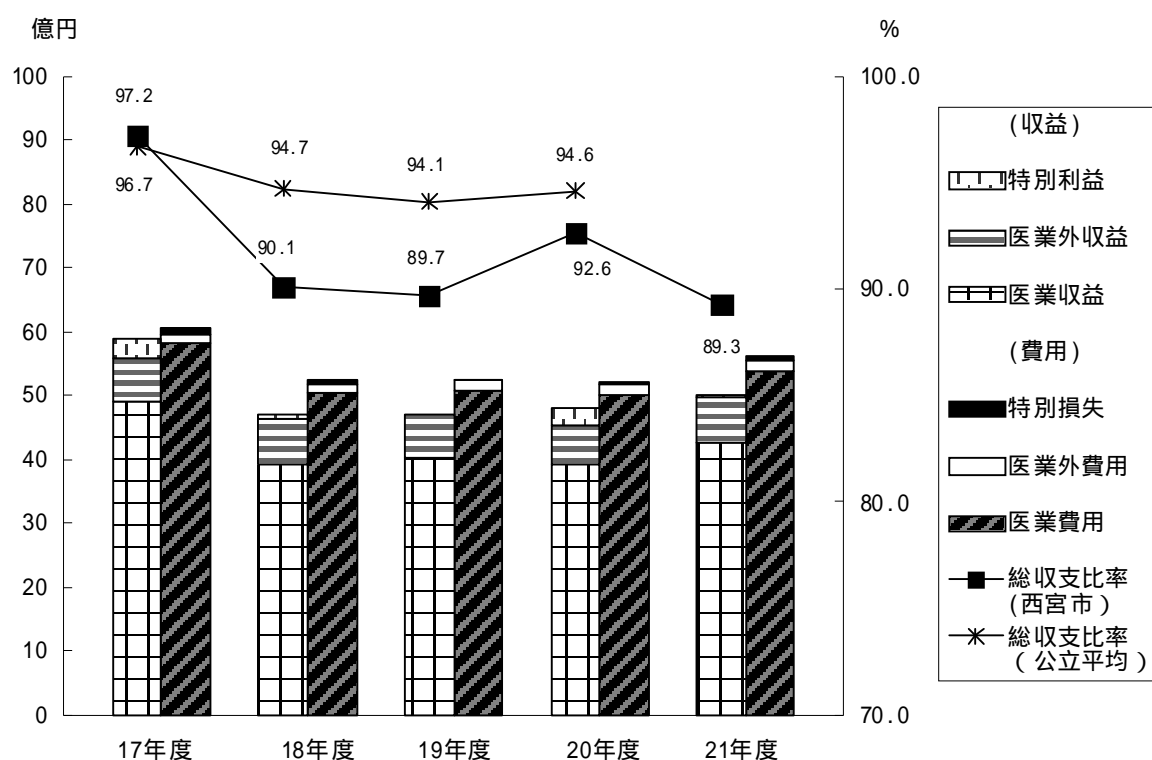 億円
%
100
90
80
70
60
50
40
30
20
10
0
100.0
90.0
80.0
70.0
97.2
96.7
94.7
90.1
94.1
89.7
94.6
92.6
89.3
17年度
18年度
19年度
20年度
21年度
(収益)
特別利益
医業外収益
医業収益
(費用)
特別損失
医業外費用
医業費用
総収支比率
(西宮市)
総収支比率
(公立平均)